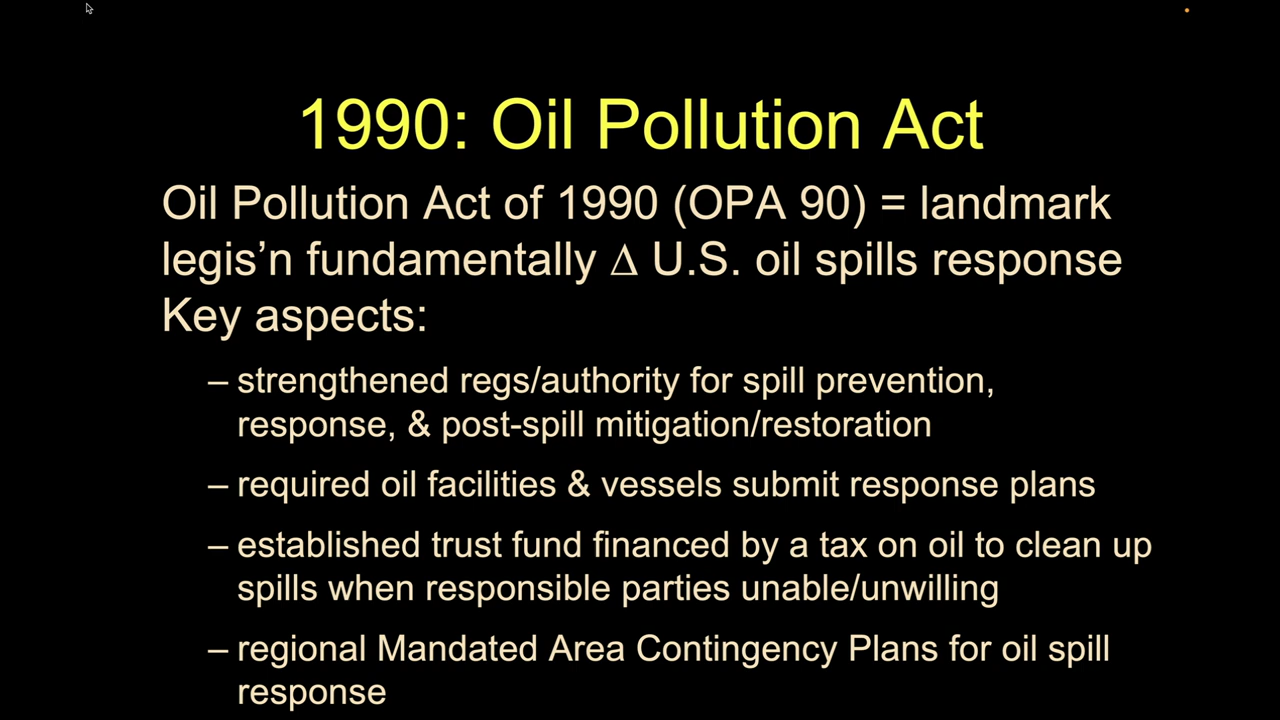 1990: Oil Pollution Act
Oil Pollution Act of 1990 (OPA 90) = landmark
legis’n fundamentally Δ U.S. oil spills response
Key aspects:
– strengthened regs/authority for spill prevention,
response, & post-spill mitigation/restoration
– required oil facilities & vessels submit response plans
– established trust fund financed by a tax on oil to clean up
spills when responsible parties unable/unwilling
– regional Mandated Area Contingency Plans for oil spill
response